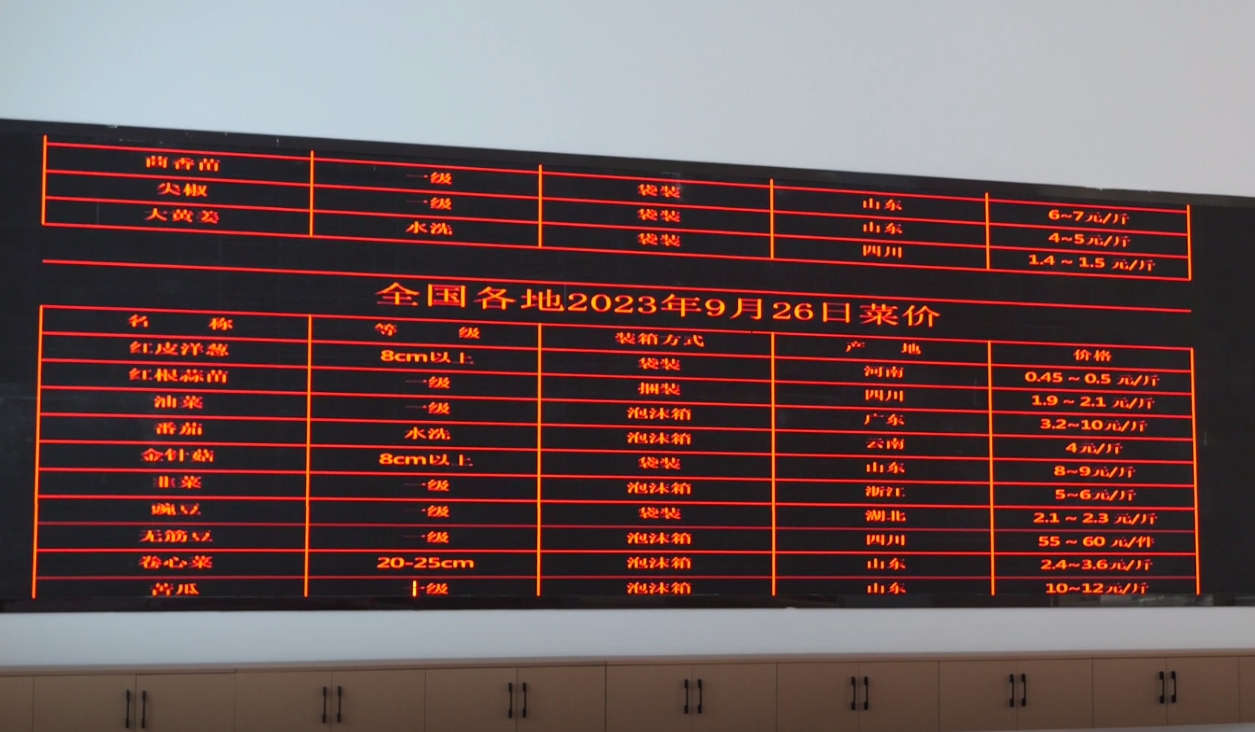 茴香苗 一级 袋装 山东 6~7元/斤
尖椒 一级 袋装 山东 4~5元/斤
大黄姜 水洗 袋装 四川 1.4 ~ 1.5 元/斤
全国各地2023年9月26日菜价
名 称 等 级 装箱方式 产 地 价格
红皮洋葱 8cm以上 袋装 河南 0.45 ~ 0.5 元/斤
红根蒜苗 一级 捆装 四川 1.9 ~ 2.1 元/斤
油菜 一级 泡沫箱 广东 3.2~10元/斤
番茄 水洗 泡沫箱 云南 4元/斤
金针菇 8cm以上 袋装 山东 8~9元/斤
韭菜 一级 泡沫箱 浙江 5~6元/斤
豌豆 一级 袋装 湖北 2.1 ~ 2.3 元/斤
无筋豆 一级 泡沫箱 四川 55 ~ 60 元/件
卷心菜 20-25cm 泡沫箱 山东 2.4~3.6元/斤
苦瓜 一级 泡沫箱 山东 10~12元/斤